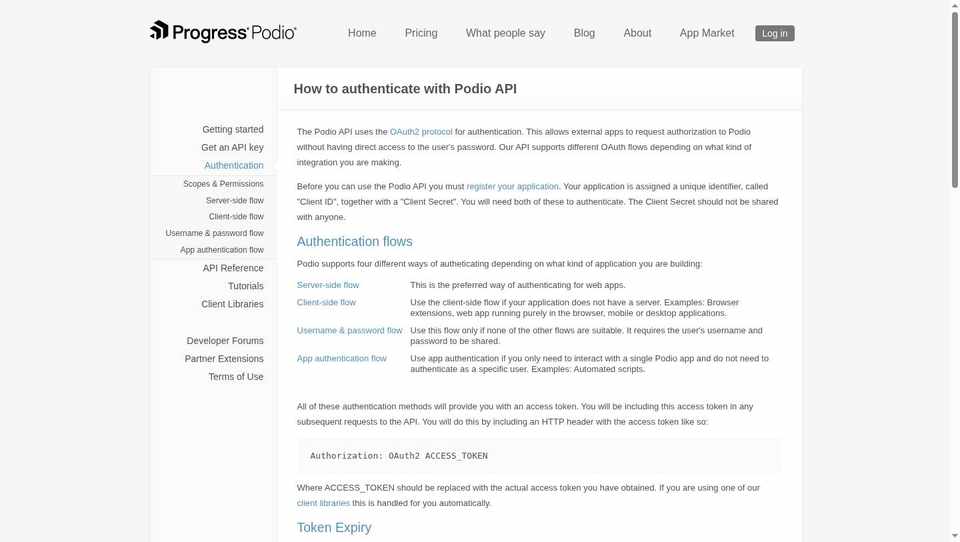 Progress Podio
Home
Pricing
What people say
Blog
About
App Market
Log in
Getting started
Get an API key
Authentication
Scopes & Permissions
Server-side flow
Client-side flow
Username & password flow
App authentication flow
API Reference
Tutorials
Client Libraries
Developer Forums
Partner Extensions
Terms of Use
How to authenticate with Podio API
The Podio API uses the OAuth2 protocol for authentication. This allows external apps to request authorization to Podio
without having direct access to the user's password. Our API supports different OAuth flows depending on what kind of
integration you are making.
Before you can use the Podio API you must register your application. Your application is assigned a unique identifier, called
"Client ID", together with a "Client Secret". You will need both of these to authenticate. The Client Secret should not be shared
with anyone.
Authentication flows
Podio supports four different ways of autheticating depending on what kind of application you are building:
Server-side flow This is the preferred way of authenticating for web apps.
Client-side flow Use the client-side flow if your application does not have a server. Examples: Browser
extensions, web app running purely in the browser, mobile or desktop applications.
Username & password flow Use this flow only if none of the other flows are suitable. It requires the user's username and
password to be shared.
App authentication flow Use app authentication if you only need to interact with a single Podio app and do not need to
authenticate as a specific user. Examples: Automated scripts.
All of these authentication methods will provide you with an access token. You will be including this access token in any
subsequent requests to the API. You will do this by including an HTTP header with the access token like so:
Authorization: OAuth2 ACCESS_TOKEN
Where ACCESS_TOKEN should be replaced with the actual access token you have obtained. If you are using one of our
client libraries this is handled for you automatically.
Token Expiry